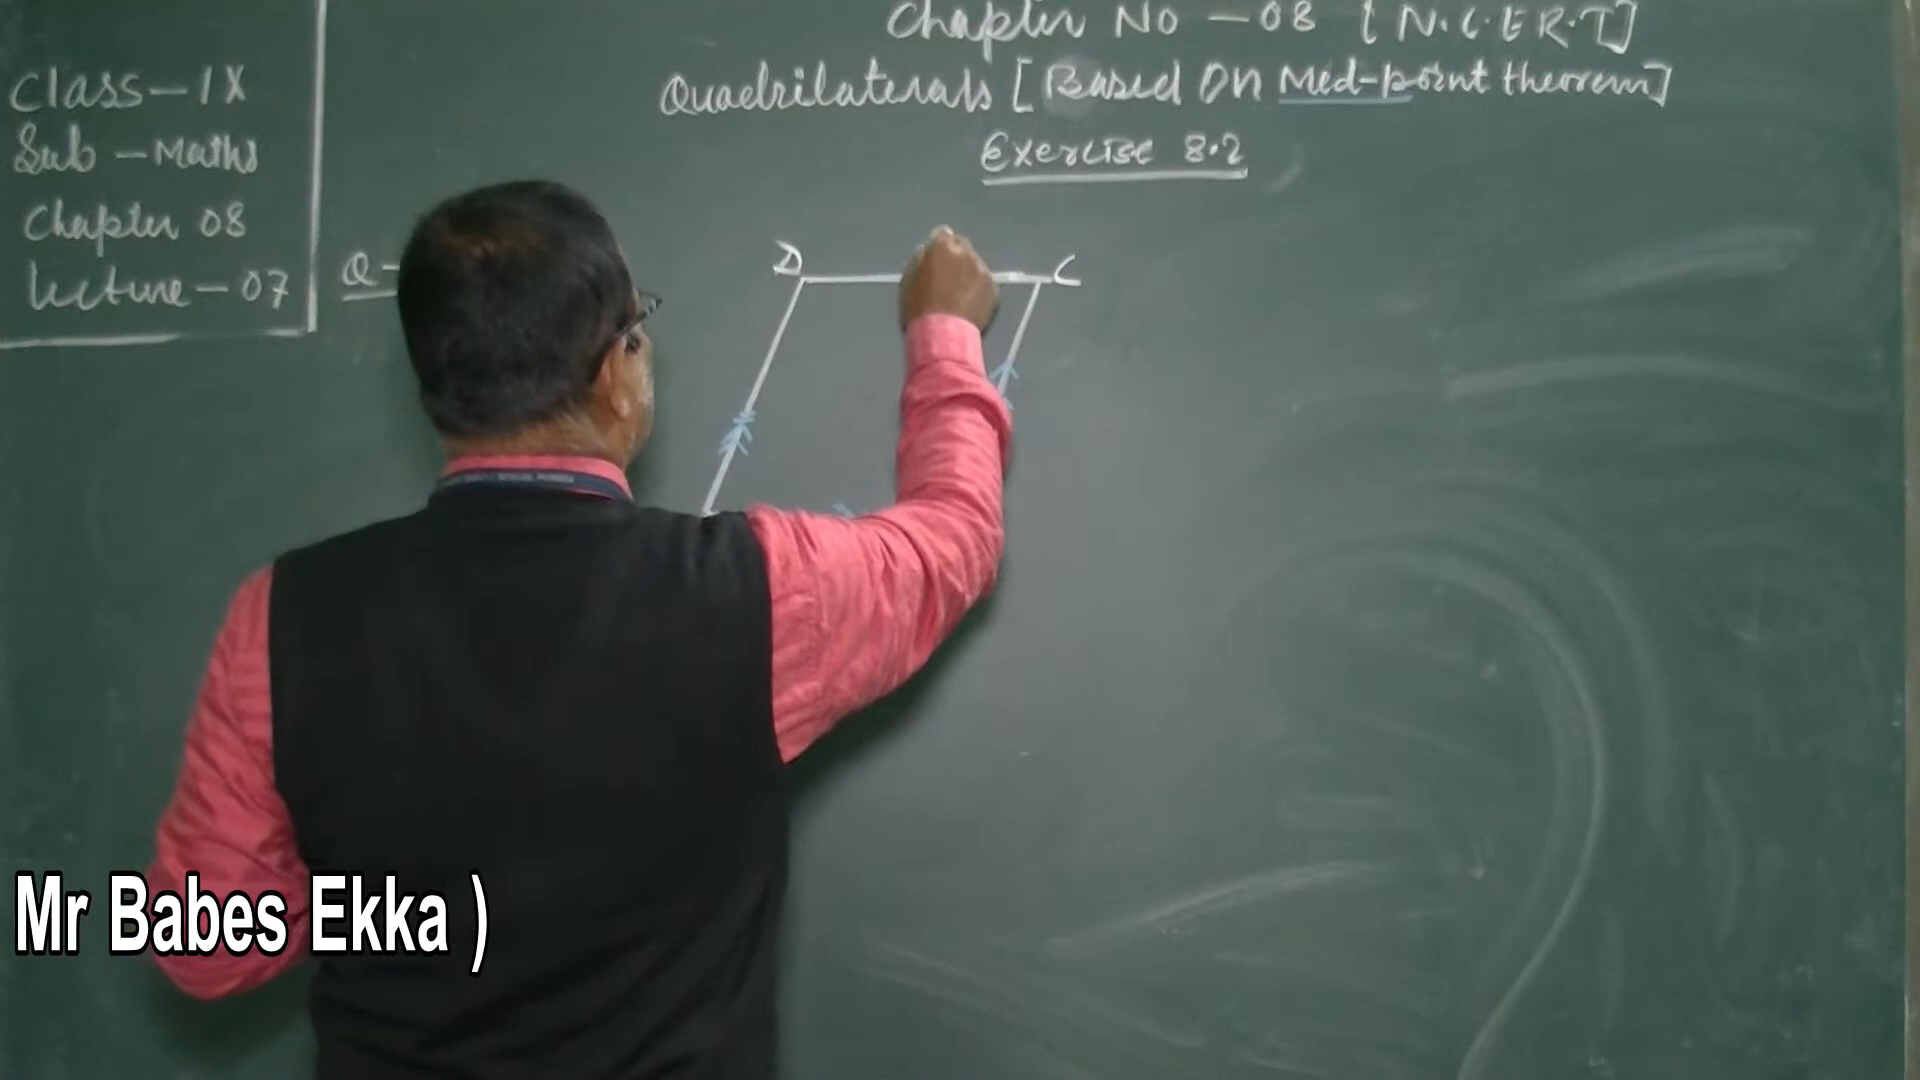 Chapter No - 08 [N.C.E.R.T]
Quadrilaterals [Based On Mid-point theorem]
Exercise 8.2
Class - IX
Sub - Maths
Chapter 08
Lecture - 07
Q -
D
C
Mr Babes Ekka )